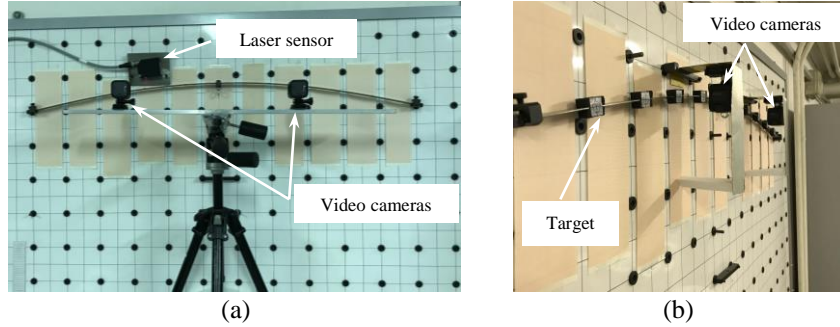 Laser sensor
Video cameras
Video cameras
Target
(a)
(b)